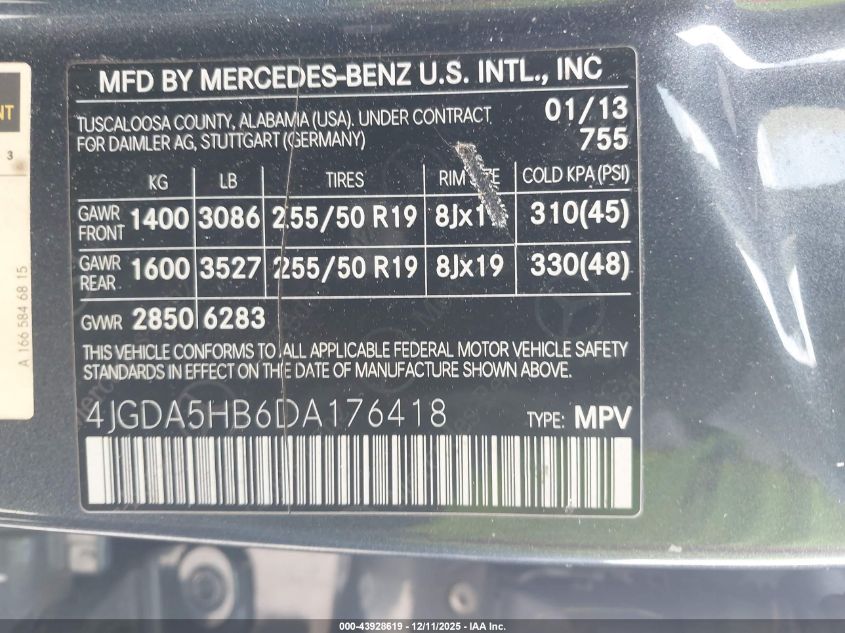 MFD BY MERCEDES-BENZ U.S. INTL., INC
TUSCALOOSA COUNTY, ALABAMA (USA). UNDER CONTRACT 01/13
FOR DAIMLER AG, STUTTGART (GERMANY) 755
KG LB TIRES RIM COLD KPA (PSI)
GAWR FRONT 1400 3086 255/50 R19 310(45)
GAWR REAR 1600 3527 255/50 R19 8Jx19 330(48)
GVWR 2850 6283
THIS VEHICLE CONFORMS TO ALL APPLICABLE FEDERAL MOTOR VEHICLE SAFETY
STANDARDS IN EFFECT ON THE DATE OF MANUFACTURE SHOWN ABOVE.
4JGDA5HB6DA176418 TYPE: MPV
NT
3
A 166 584 68 15
000-43928619 - 12/11/2025 - IAA Inc.